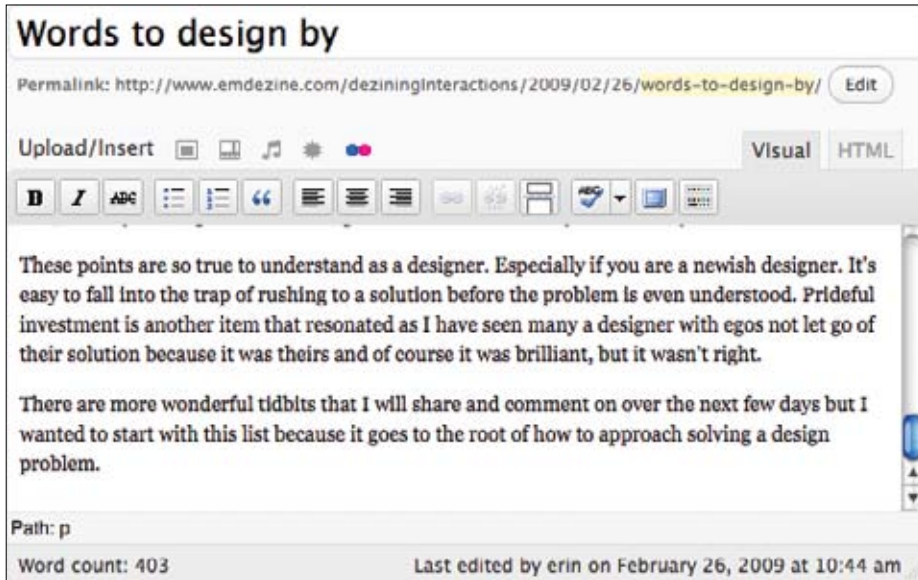 Words to design by
Permalink: http://www.emdezine.com/deziningInteractions/2009/02/26/words-to-design-by/ Edit
Upload/Insert Visual HTML
B I ABC ABC
These points are so true to understand as a designer. Especially if you are a newish designer. It's
easy to fall into the trap of rushing to a solution before the problem is even understood. Prideful
investment is another item that resonated as I have seen many a designer with egos not let go of
their solution because it was theirs and of course it was brilliant, but it wasn't right.
There are more wonderful tidbits that I will share and comment on over the next few days but I
wanted to start with this list because it goes to the root of how to approach solving a design
problem.
Path: p
Word count: 403 Last edited by erin on February 26, 2009 at 10:44 am